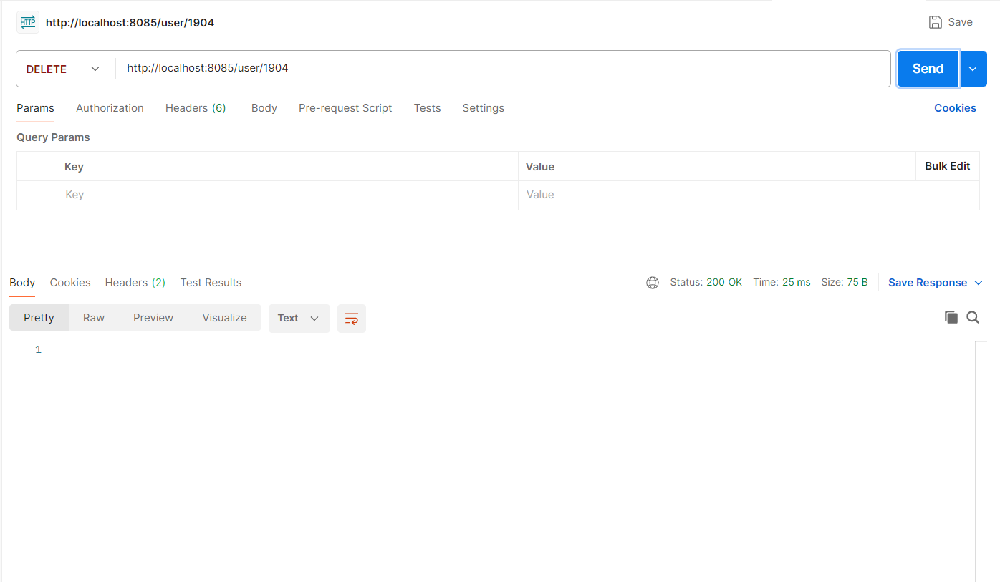 HTTP http://localhost:8085/user/1904 Save
DELETE http://localhost:8085/user/1904 Send
Params Authorization Headers (6) Body Pre-request Script Tests Settings Cookies
Query Params
Key Value Bulk Edit
Key Value
Body Cookies Headers (2) Test Results Status: 200 OK Time: 25 ms Size: 75 B Save Response
Pretty Raw Preview Visualize Text
1